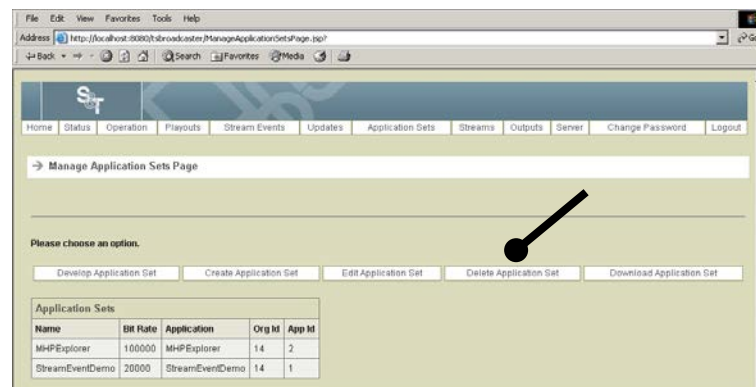 File Edit View Favorites Tools Help
Address http://localhost:8080/tsbroadcaster/ManageApplicationSetsPage.jsp?
Back Search Favorites Media
S&T
Home Status Operation Playouts Stream Events Updates Application Sets Streams Outputs Server Change Password Logout
→ Manage Application Sets Page
Please choose an option.
Develop Application Set Create Application Set Edit Application Set Delete Application Set Download Application Set
Application Sets
Name Bit Rate Application Org Id App Id
MHPExplorer 100000 MHPExplorer 14 2
StreamEventDemo 20000 StreamEventDemo 14 1